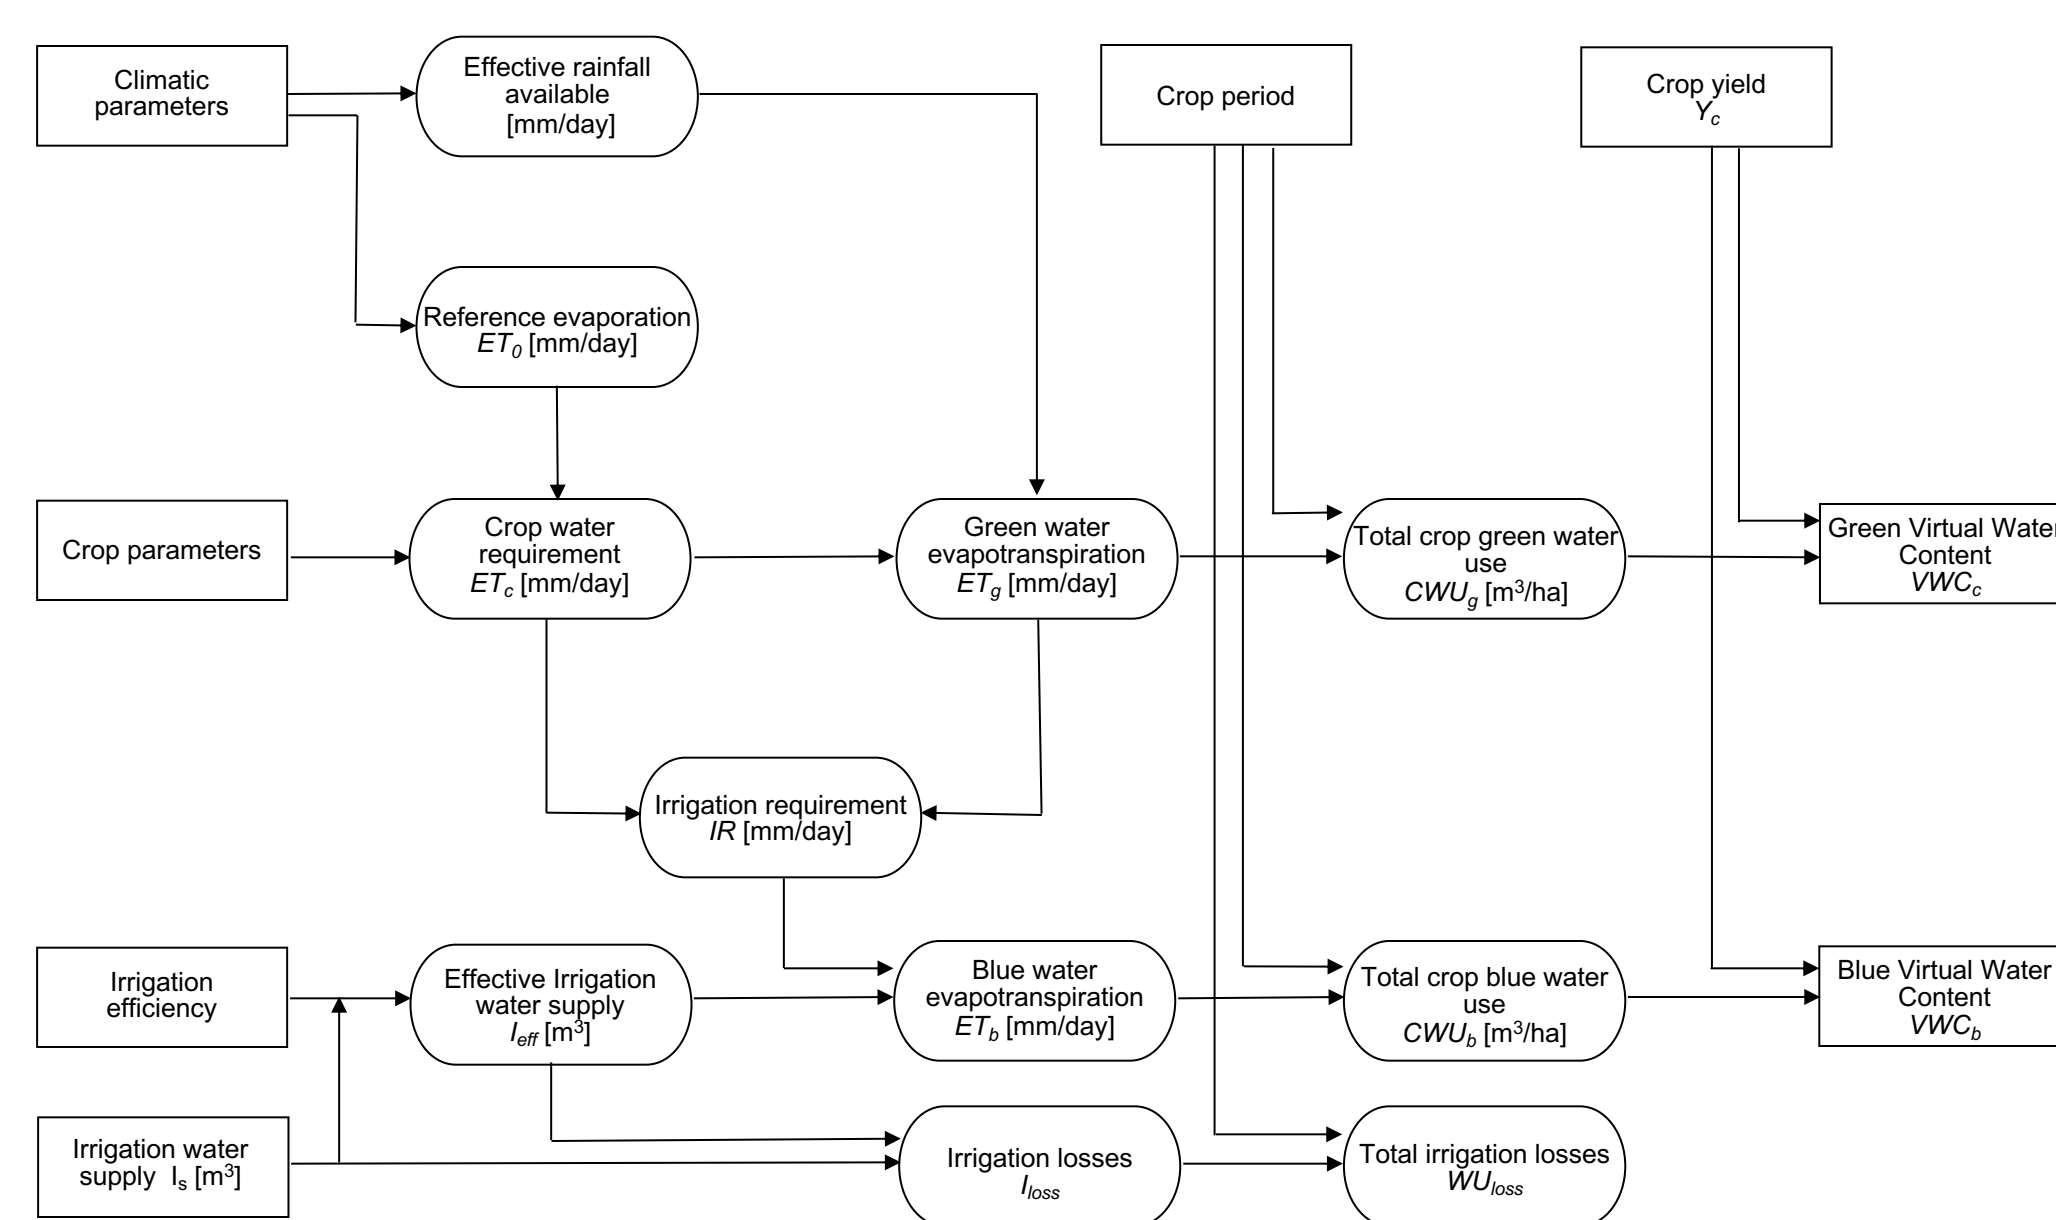 Climatic
parameters
Effective rainfall
available
[mm/day]
Crop period
Crop yield
Y_c
Reference evaporation
ET_0 [mm/day]
Crop parameters
Crop water
requirement
ET_c [mm/day]
Green water
evapotranspiration
ET_g [mm/day]
Total crop green water
use
CWU_g [m³/ha]
Green Virtual Water
Content
VWC_c
Irrigation requirement
IR [mm/day]
Irrigation
efficiency
Effective Irrigation
water supply
I_eff [m³]
Blue water
evapotranspiration
ET_b [mm/day]
Total crop blue water
use
CWU_b [m³/ha]
Blue Virtual Water
Content
VWC_b
Irrigation water
supply I_s [m³]
Irrigation losses
I_loss
Total irrigation losses
WU_loss